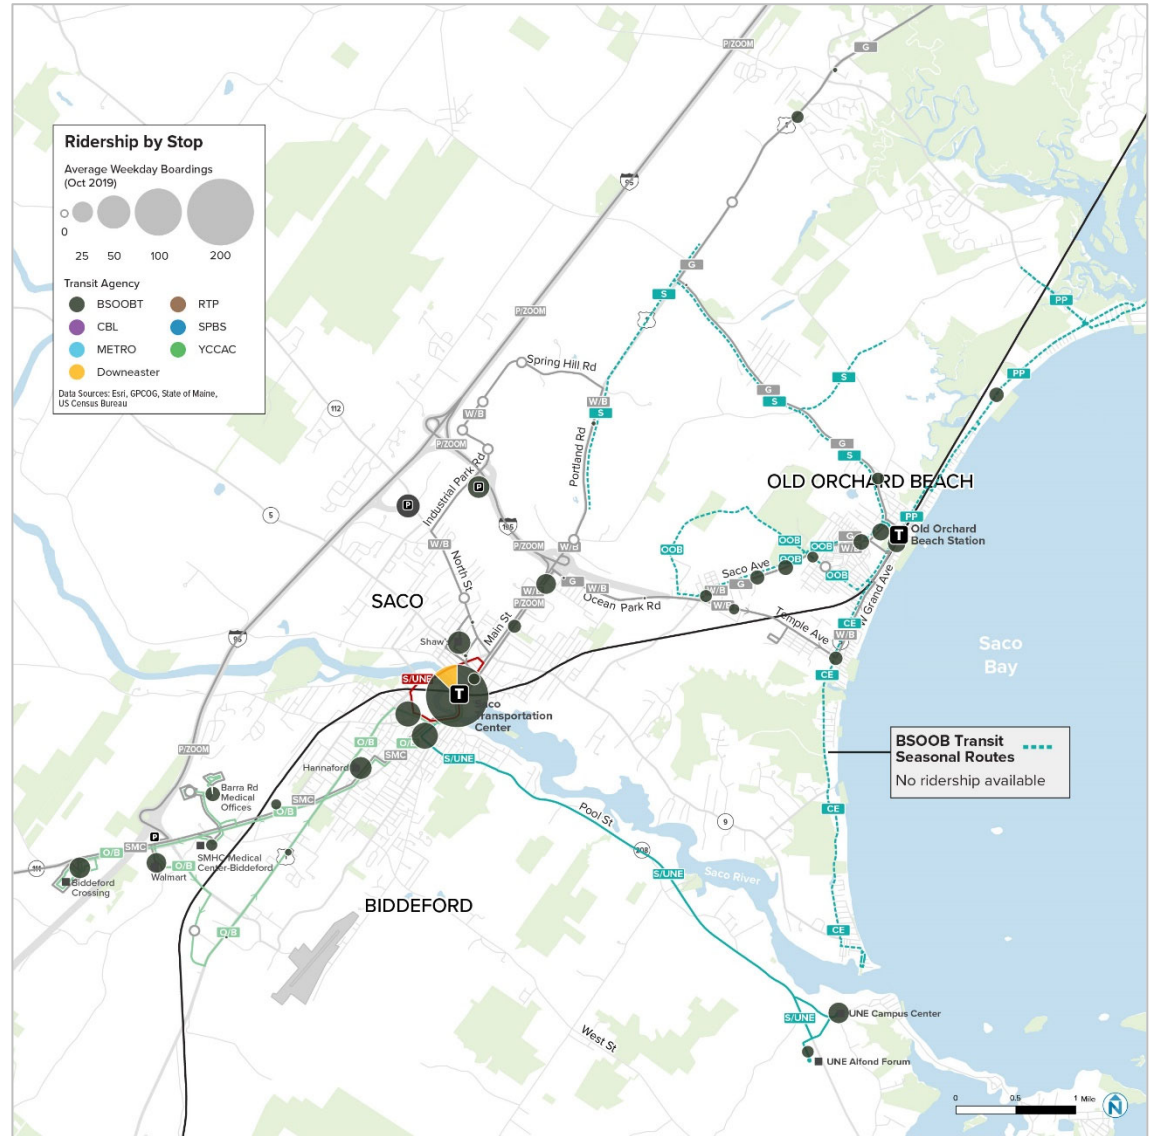 Ridership by Stop
Average Weekday Boardings
(Oct 2019)
0
25
50
100
200
Transit Agency
BSOOBT
RTP
CBL
SPBS
METRO
YCCAC
Downeaster
Data Sources: Esri, GPCOG, State of Maine,
US Census Bureau
P/ZOOM
G
1
95
G
S
1
PP
P/ZOOM
Spring Hill Rd
PP
S
112
W/B
W/B
S
G
S
P/ZOOM
G
S
Portland Rd
Industrial Park Rd
OLD ORCHARD BEACH
P
P
5
195
PP
T
Old Orchard
Beach Station
W/B
P/ZOOM
W/B
OOB
OOB
OOB
G
W/B
OOB
OOB
North St
Saco Ave
G
W/B
G
W/B
W/B
P/ZOOM
Ocean Park Rd
W/B
W Grand Ave
SACO
Main St
Temple Ave
CE
W/B
95
Shaw's
Saco
Bay
S/UNE
T
CE
Saco
Transportation
Center
O/B
O/B
SMC
S/UNE
BSOOB Transit
Seasonal Routes
No ridership available
P/ZOOM
Hannaford
Barra Rd
Medical
Offices
SMC
O/B
Pool St
CE
9
P
SMC
O/B
111
SMHC Medical
Center-Biddeford
1
208
O/B
Walmart
Biddeford
Crossing
S/UNE
Saco River
BIDDEFORD
O/B
CE
S/UNE
UNE Campus Center
West St
UNE Alfond Forum
0
0.5
1 Mile
N